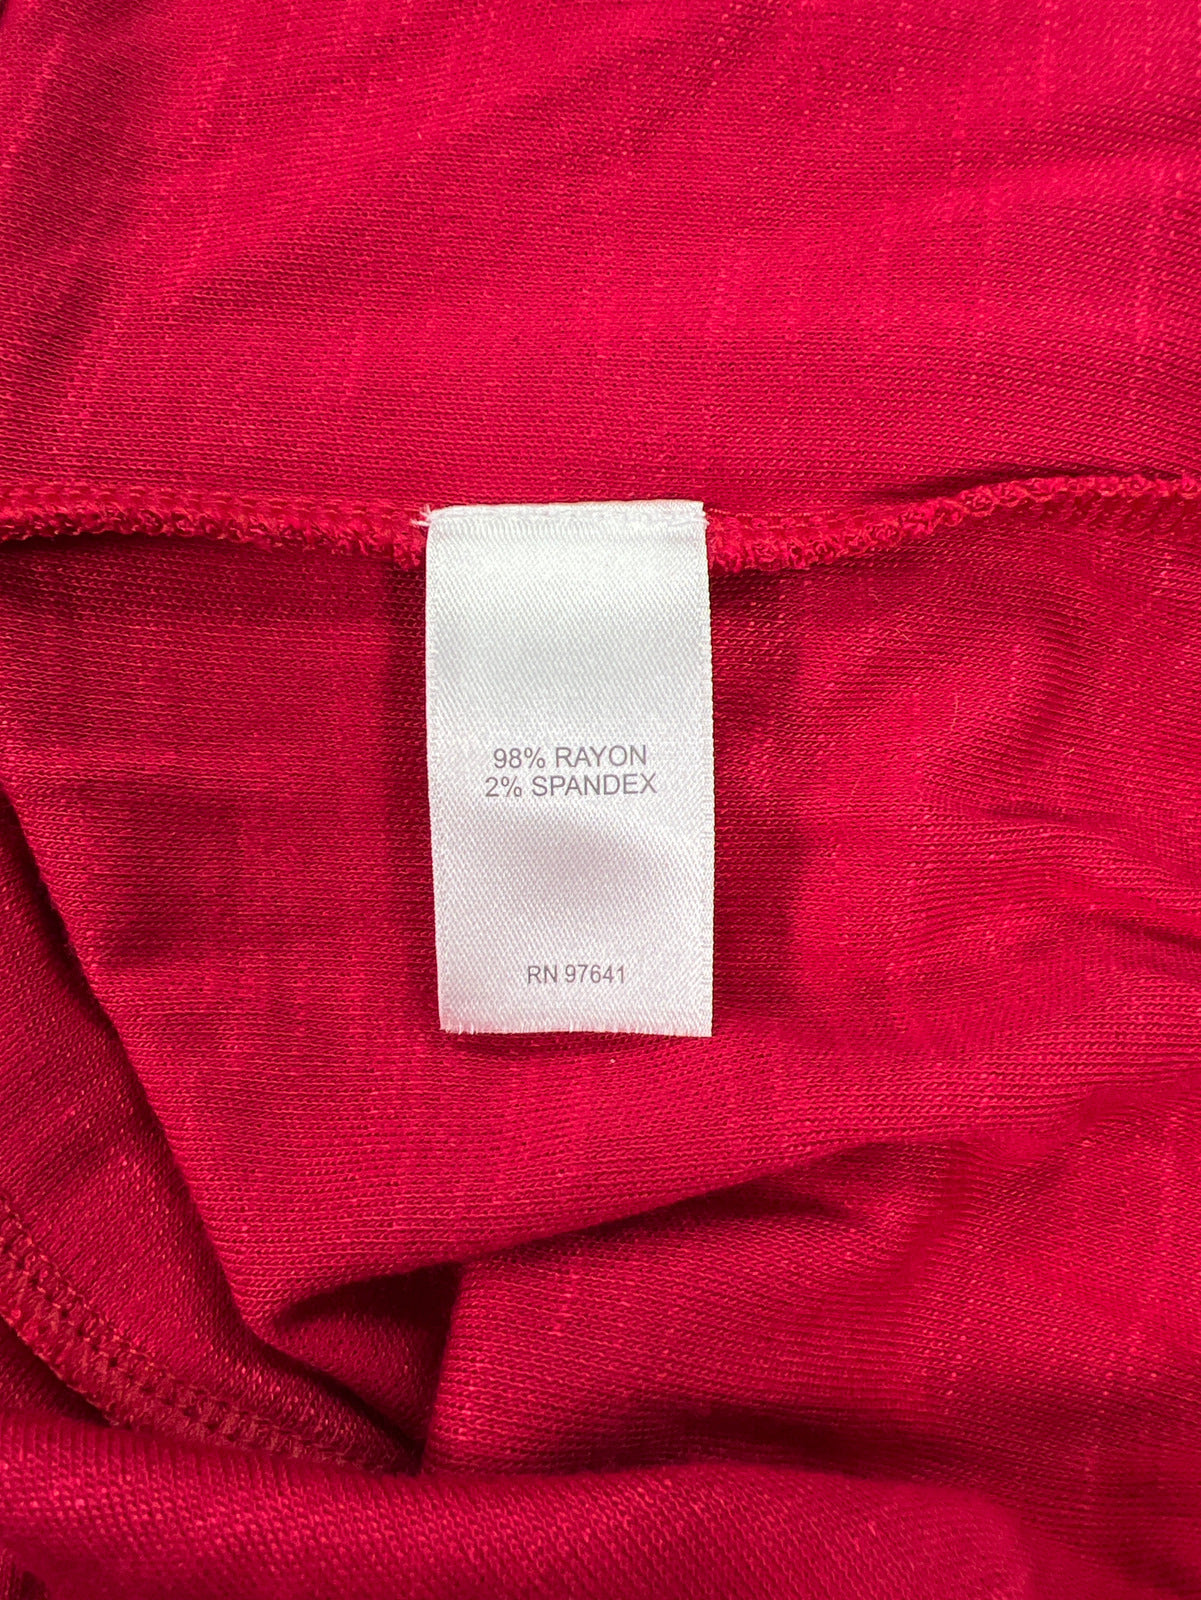 98% RAYON
2% SPANDEX
RN 97641